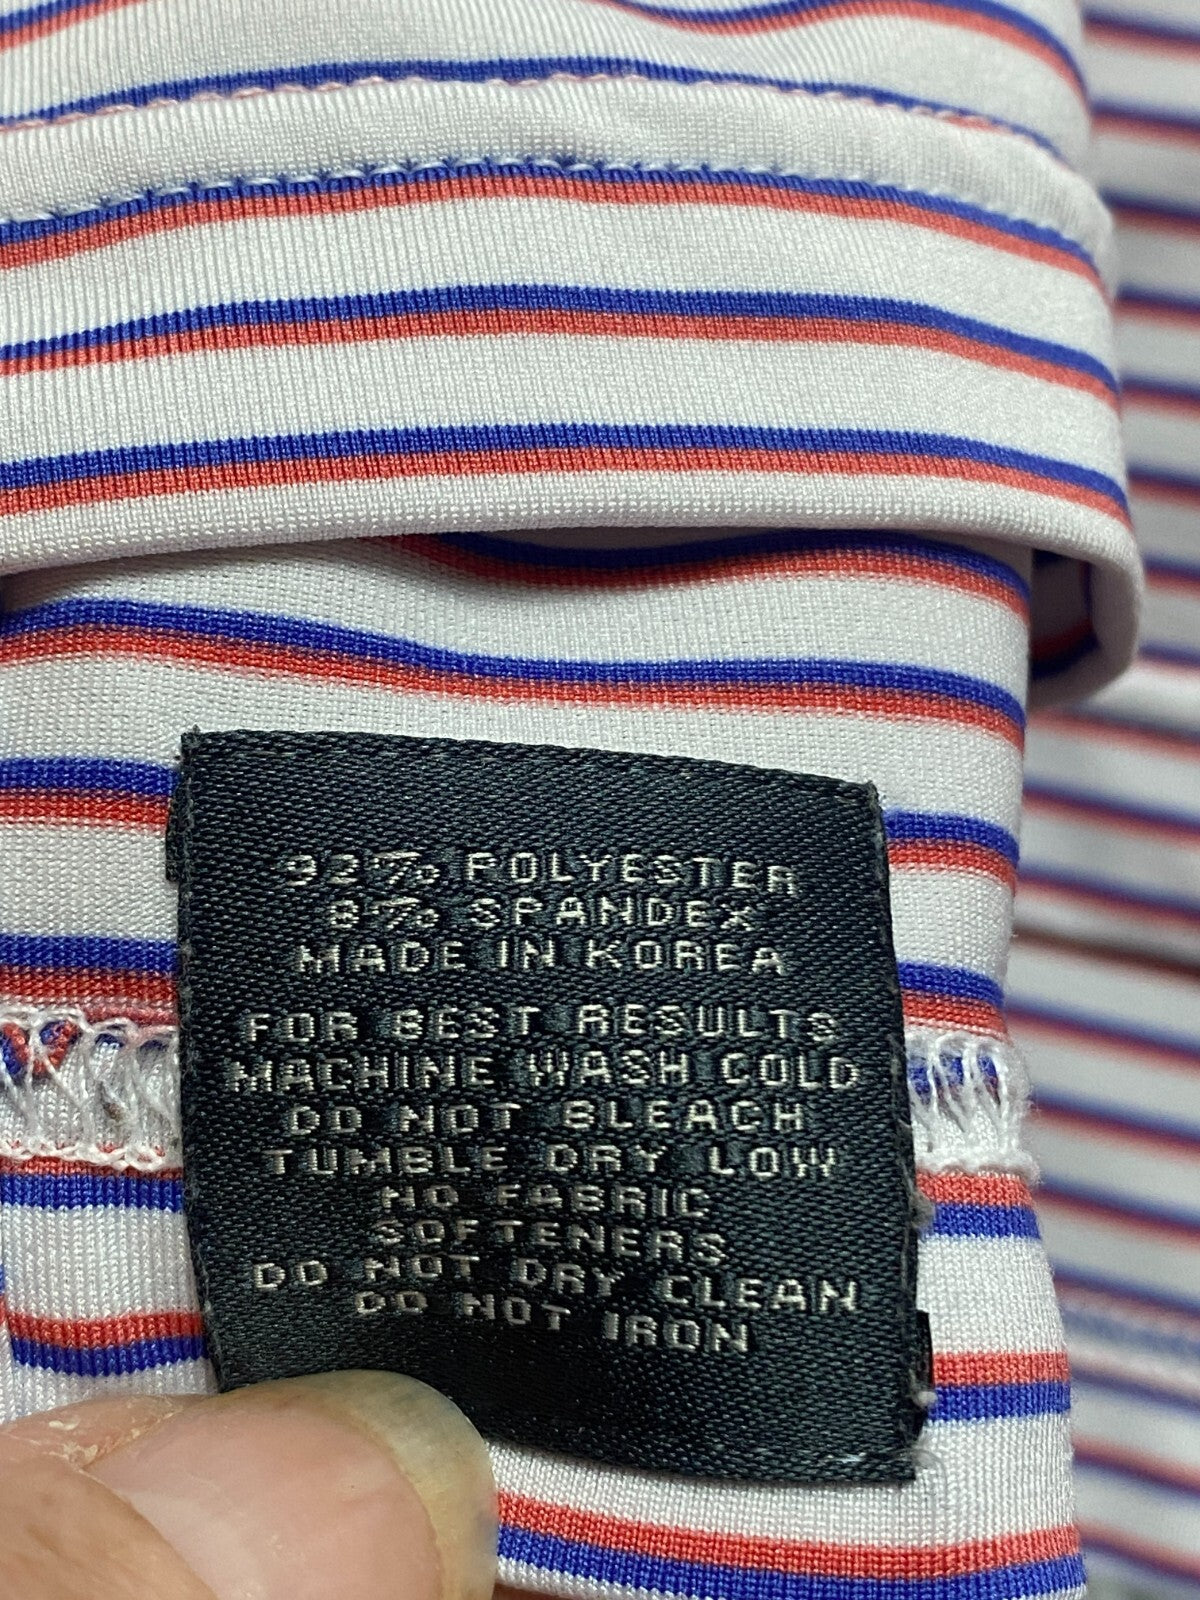 92% POLYESTER
8% SPANDEX
MADE IN KOREA
FOR BEST RESULTS
MACHINE WASH COLD
DO NOT BLEACH
TUMBLE DRY LOW
NO FABRIC
SOFTENERS
DO NOT DRY CLEAN
DO NOT IRON